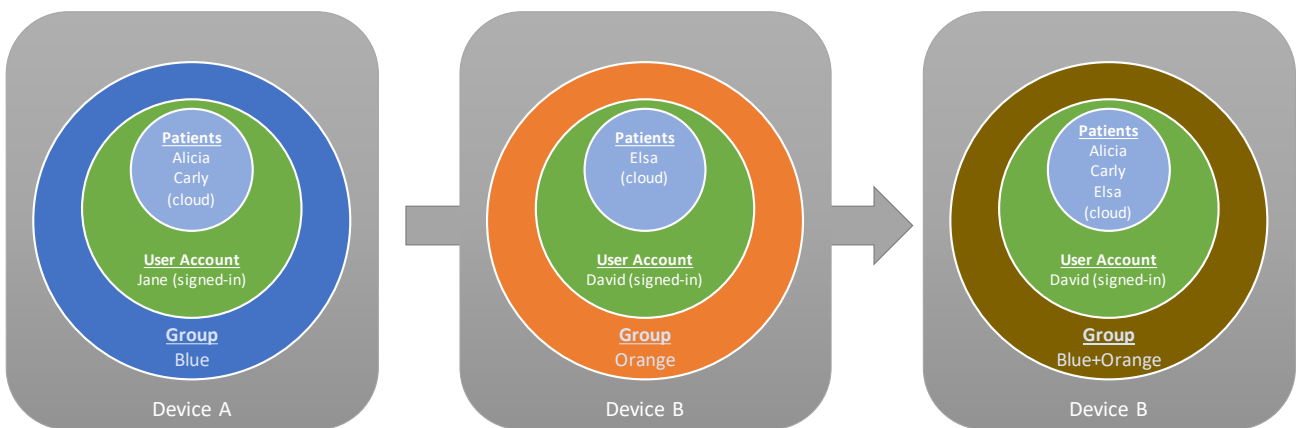 Patients
Alicia
Carly
(cloud)
User Account
Jane (signed-in)
Group
Blue
Device A
Patients
Elsa
(cloud)
User Account
David (signed-in)
Group
Orange
Device B
Patients
Alicia
Carly
Elsa
(cloud)
User Account
David (signed-in)
Group
Blue+Orange
Device B